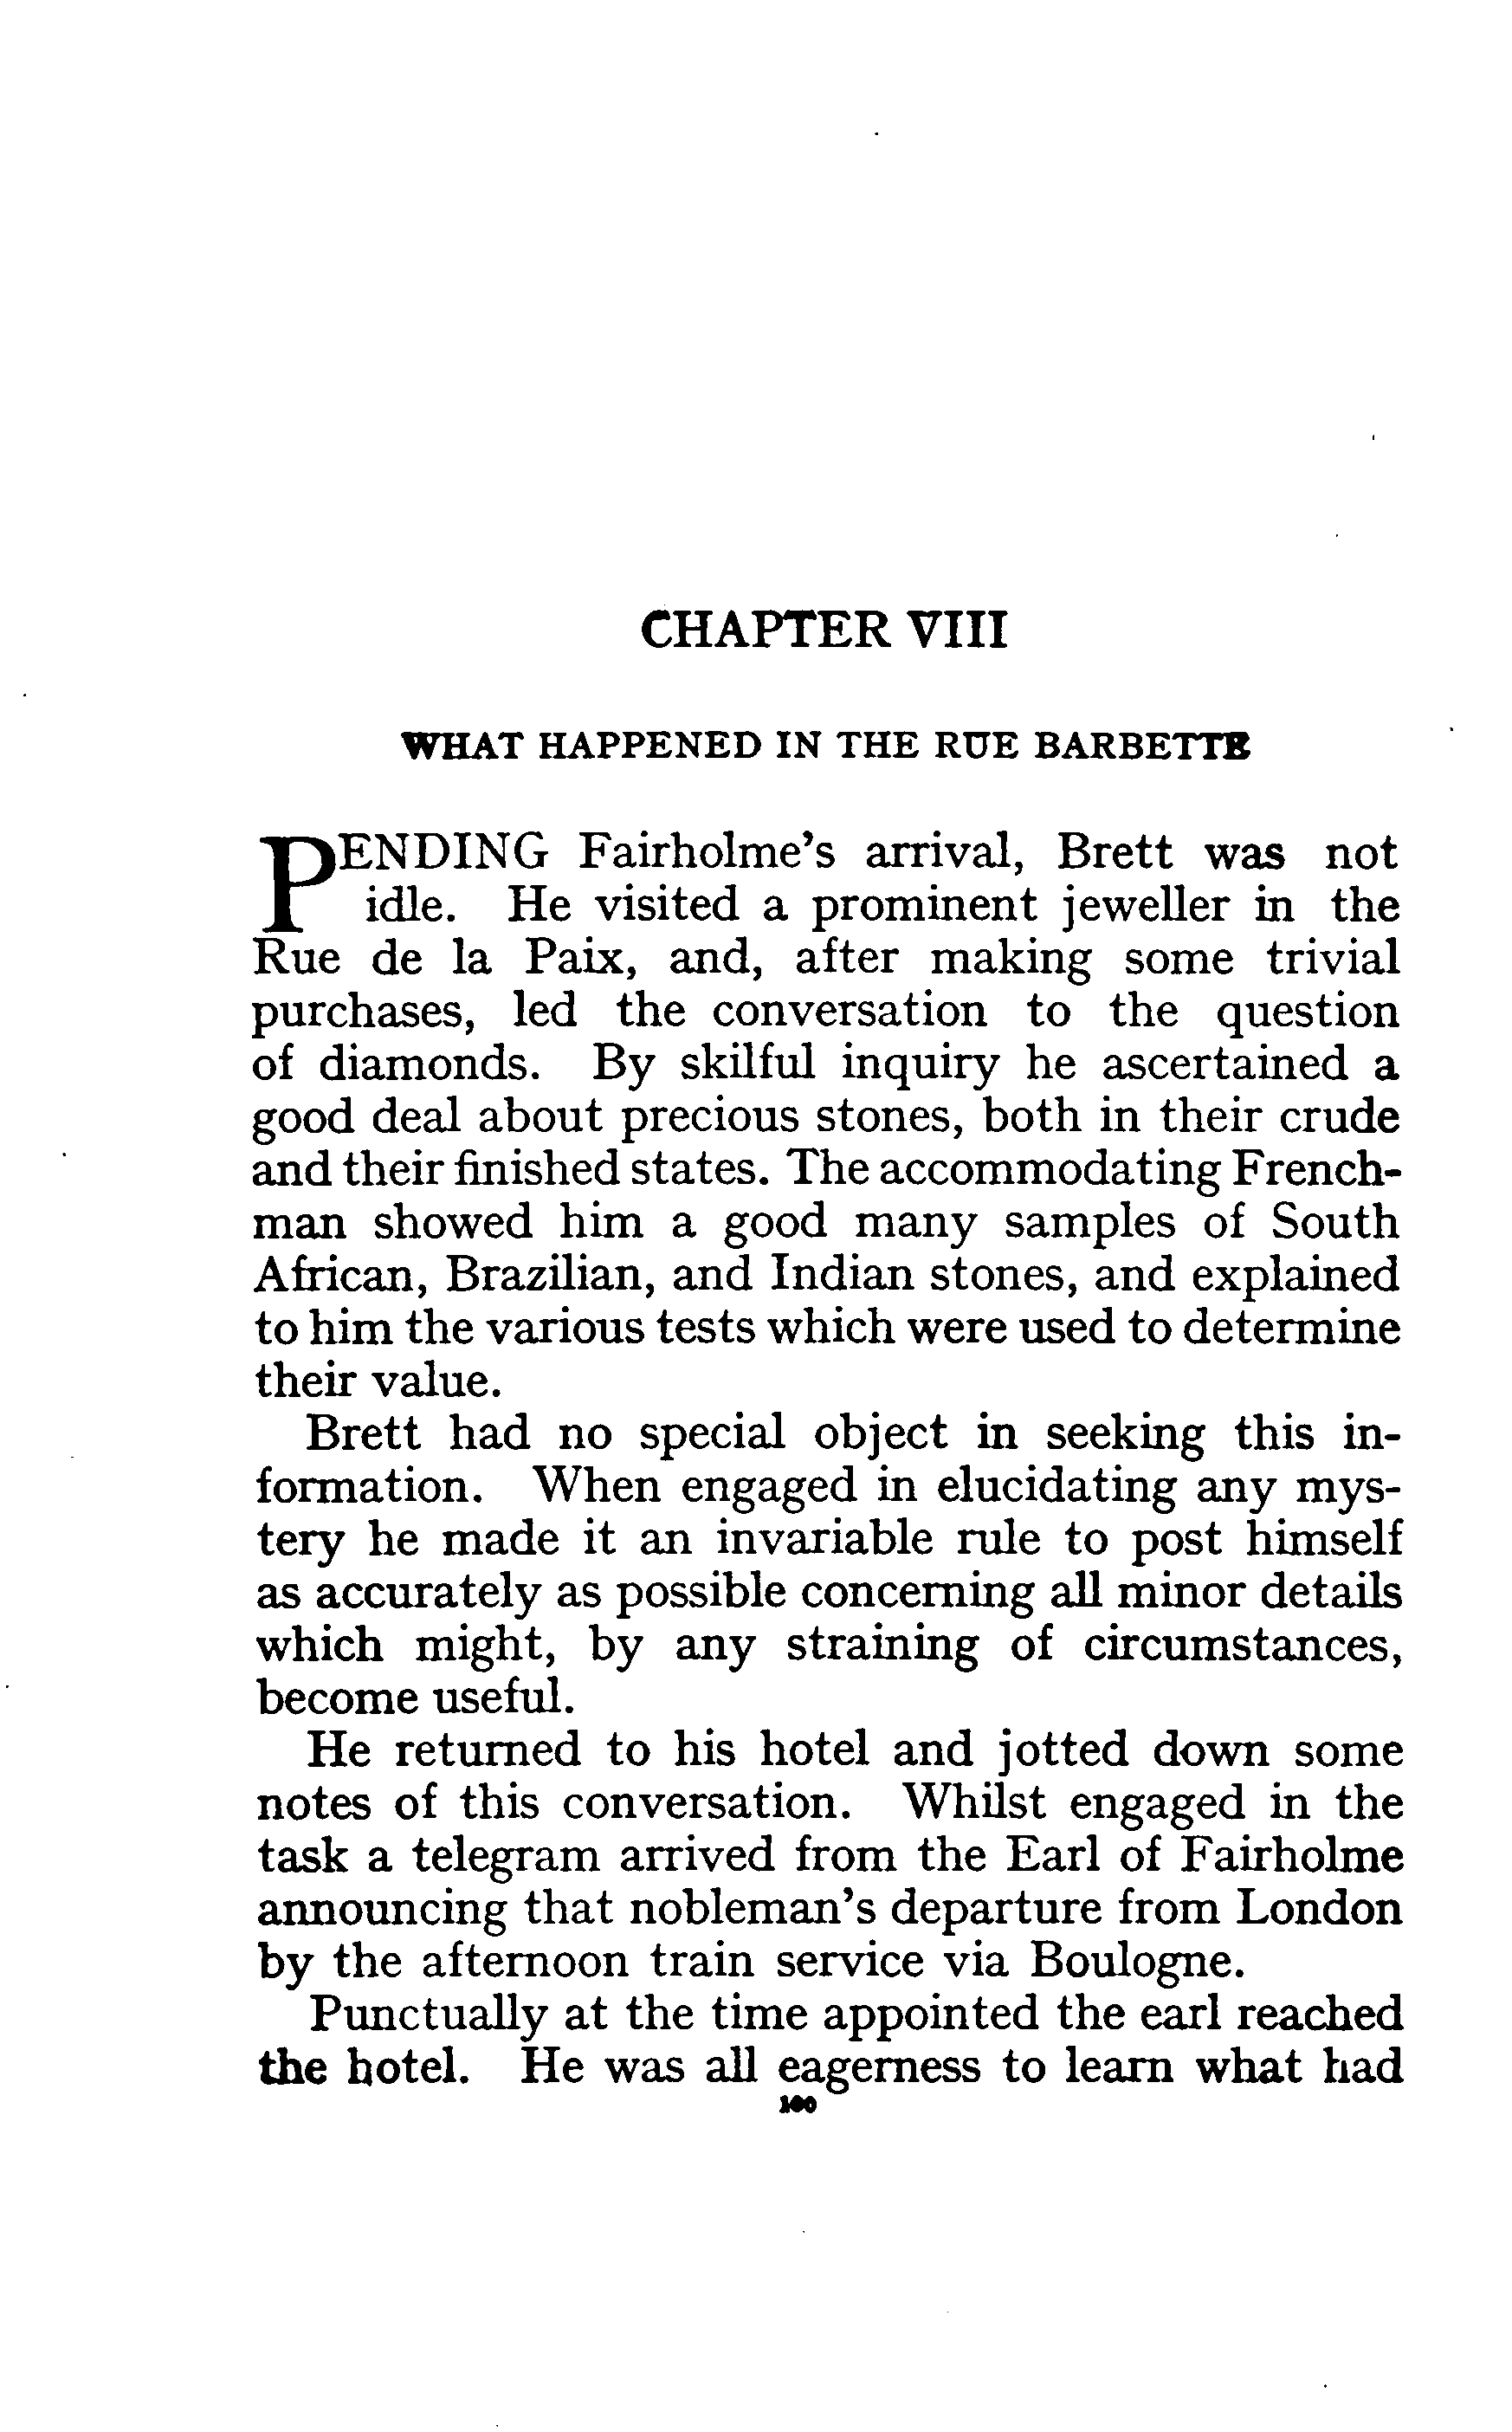 CHAPTER VIII
WHAT HAPPENED IN THE RUE BARBETTE
PENDING Fairholme's arrival, Brett was not
idle. He visited a prominent jeweller in the
Rue de la Paix, and, after making some trivial
purchases, led the conversation to the question
of diamonds. By skilful inquiry he ascertained a
good deal about precious stones, both in their crude
and their finished states. The accommodating French-
man showed him a good many samples of South
African, Brazilian, and Indian stones, and explained
to him the various tests which were used to determine
their value.
Brett had no special object in seeking this in-
formation. When engaged in elucidating any mys-
tery he made it an invariable rule to post himself
as accurately as possible concerning all minor details
which might, by any straining of circumstances,
become useful.
He returned to his hotel and jotted down some
notes of this conversation. Whilst engaged in the
task a telegram arrived from the Earl of Fairholme
announcing that nobleman's departure from London
by the afternoon train service via Boulogne.
Punctually at the time appointed the earl reached
the hotel. He was all eagerness to learn what had
100